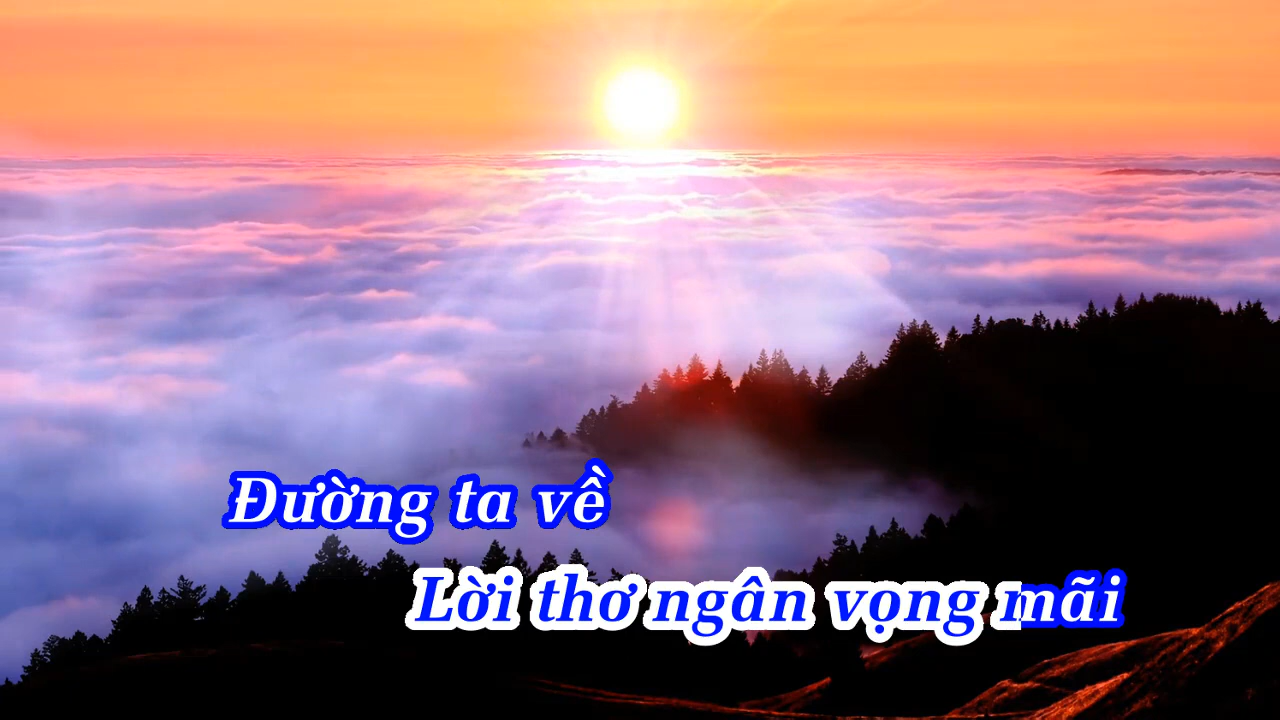 Đường ta về
Lời thơ ngân vọng mãi